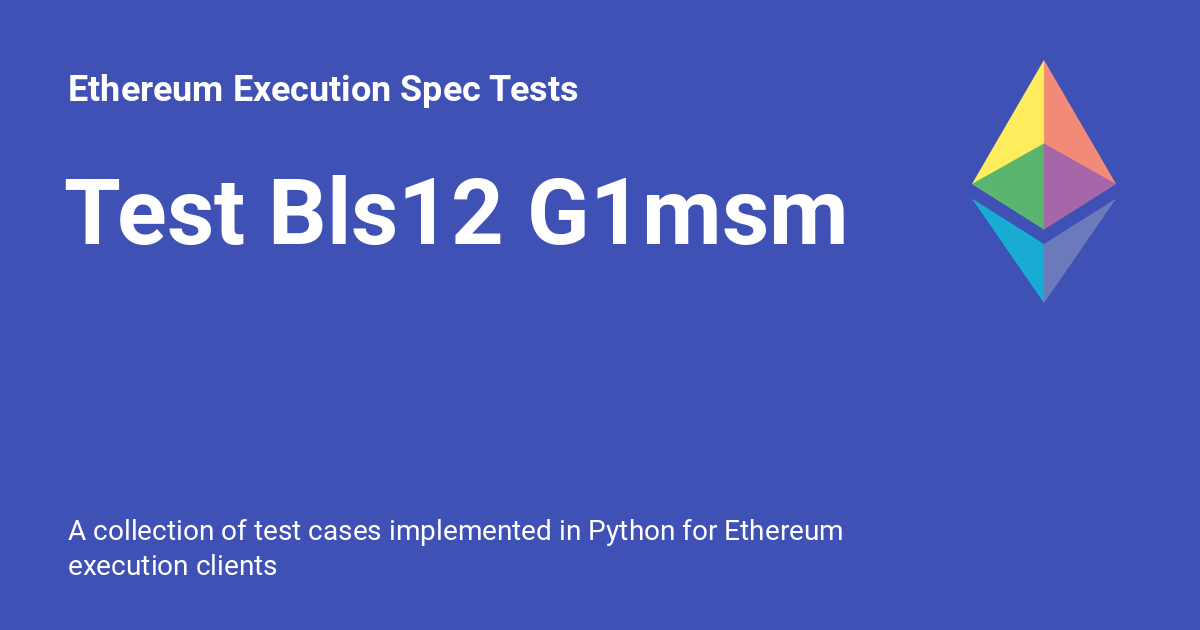 Ethereum Execution Spec Tests
Test Bls12 G1msm
A collection of test cases implemented in Python for Ethereum
execution clients